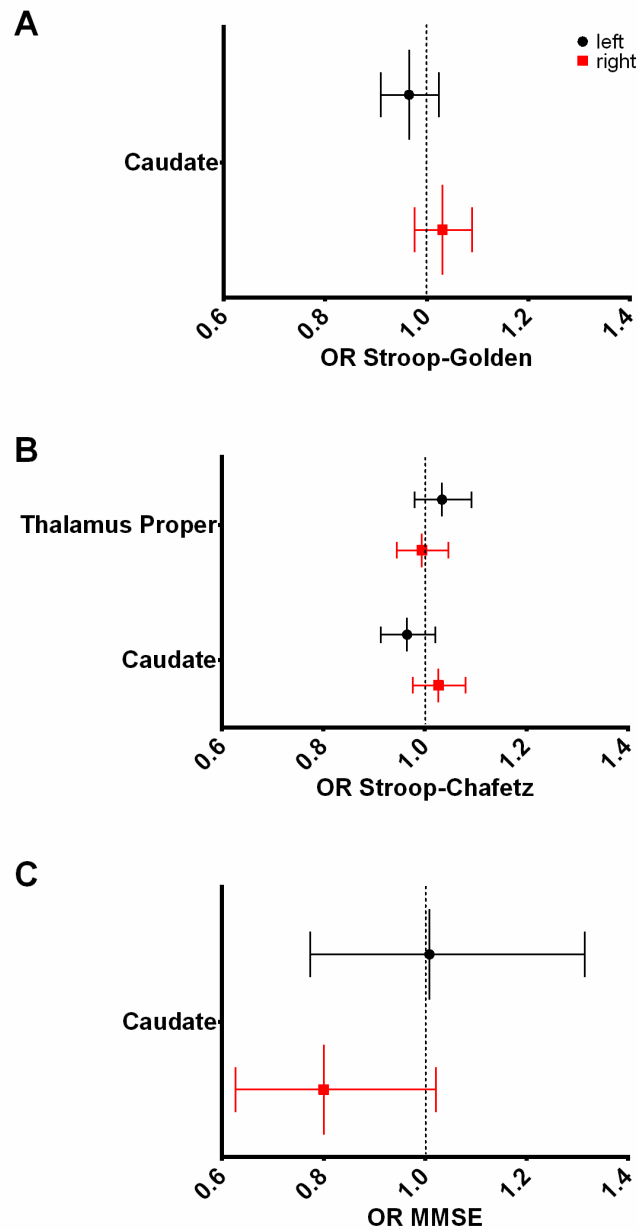 A
left
right
Caudate
0.6 0.8 1.0 1.2 1.4
OR Stroop-Golden
B
Thalamus Proper
Caudate
0.6 0.8 1.0 1.2 1.4
OR Stroop-Chafetz
C
Caudate
0.6 0.8 1.0 1.2 1.4
OR MMSE